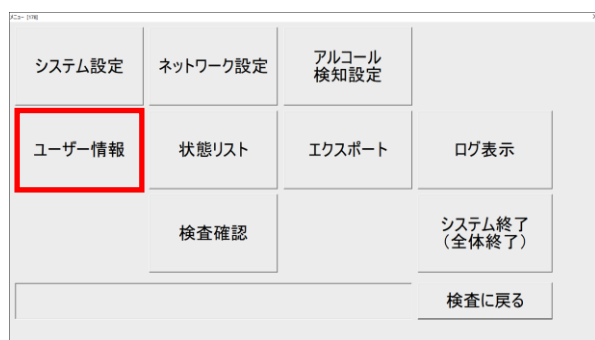 システム設定
ネットワーク設定
アルコール
検知設定
ユーザー情報
状態リスト
エクスポート
ログ表示
検査確認
システム終了
（全体終了）
検査に戻る